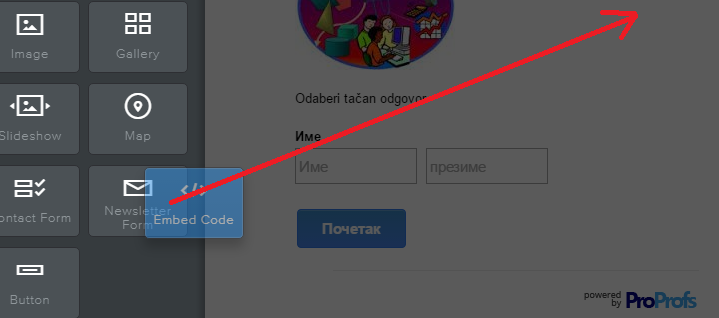 Image
Gallery
Slideshow
Map
ontact Form
Newsletter
Form
Embed Code
Button
Odaberi tačan odgovor
Име
Име
презиме
Почетак
powered
by ProProfs